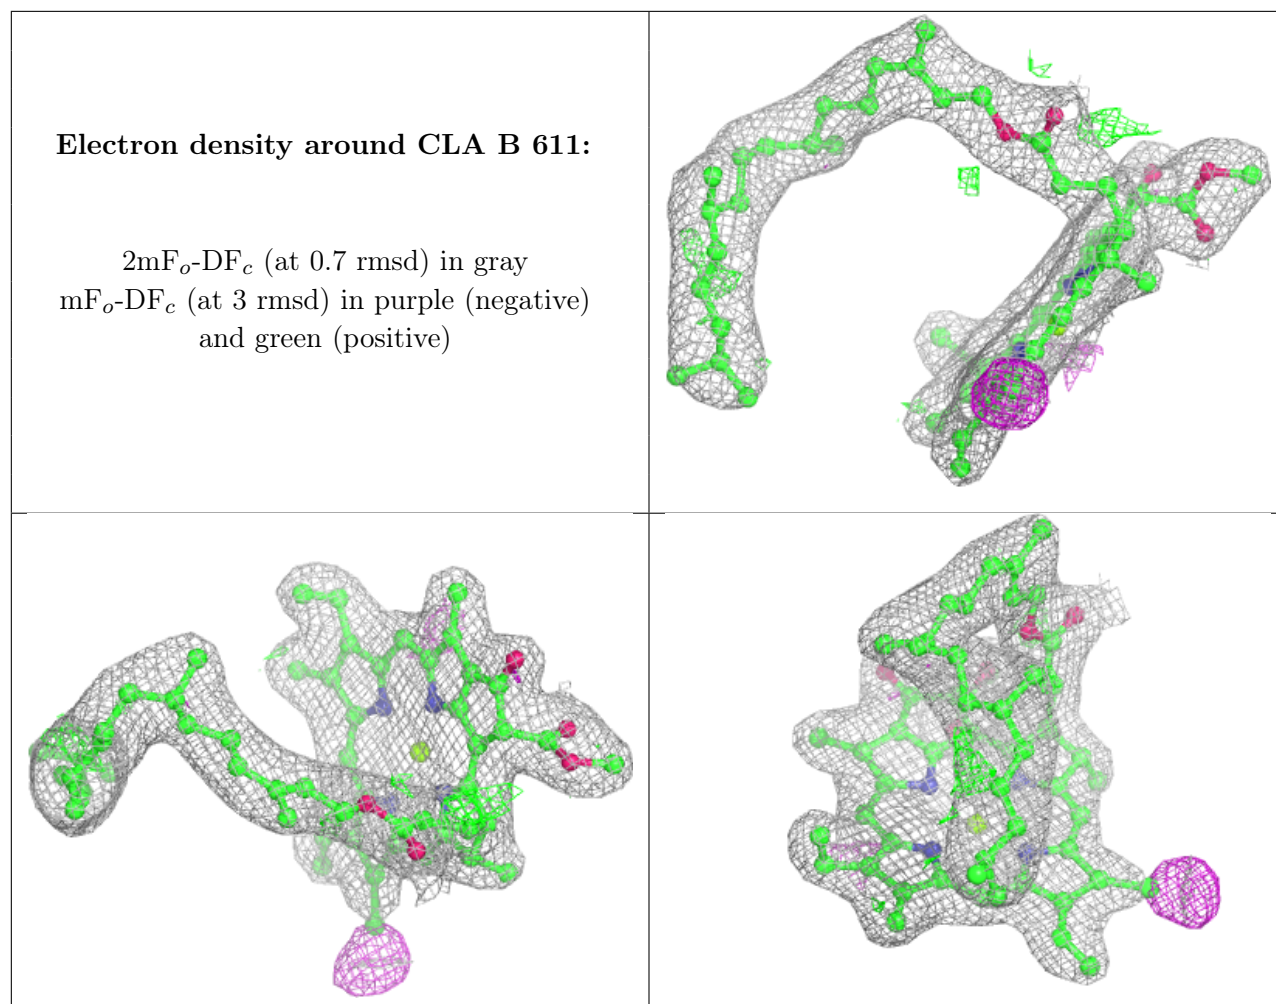 Electron density around CLA B 611:
2mFo-DFc (at 0.7 rmsd) in gray
mFo-DFc (at 3 rmsd) in purple (negative)
and green (positive)